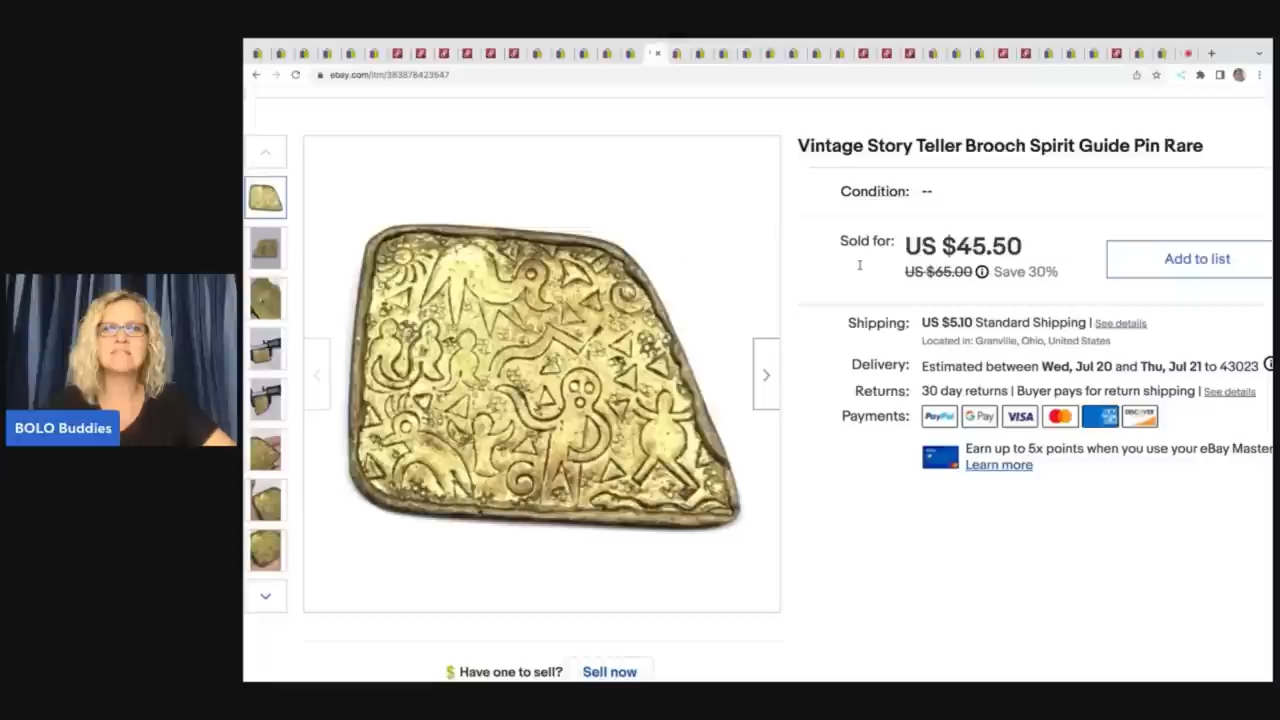 ebay.com/itm/383878423547
Vintage Story Teller Brooch Spirit Guide Pin Rare
Condition: --
Sold for: US $45.50
US $65.00 Save 30%
Add to list
Shipping: US $5.10 Standard Shipping | See details
Located in: Granville, Ohio, United States
Delivery: Estimated between Wed, Jul 20 and Thu, Jul 21 to 43023
Returns: 30 day returns | Buyer pays for return shipping | See details
Payments: PayPal G Pay VISA DISCOVER
Earn up to 5x points when you use your eBay Master
Learn more
BOLO Buddies
$ Have one to sell? Sell now